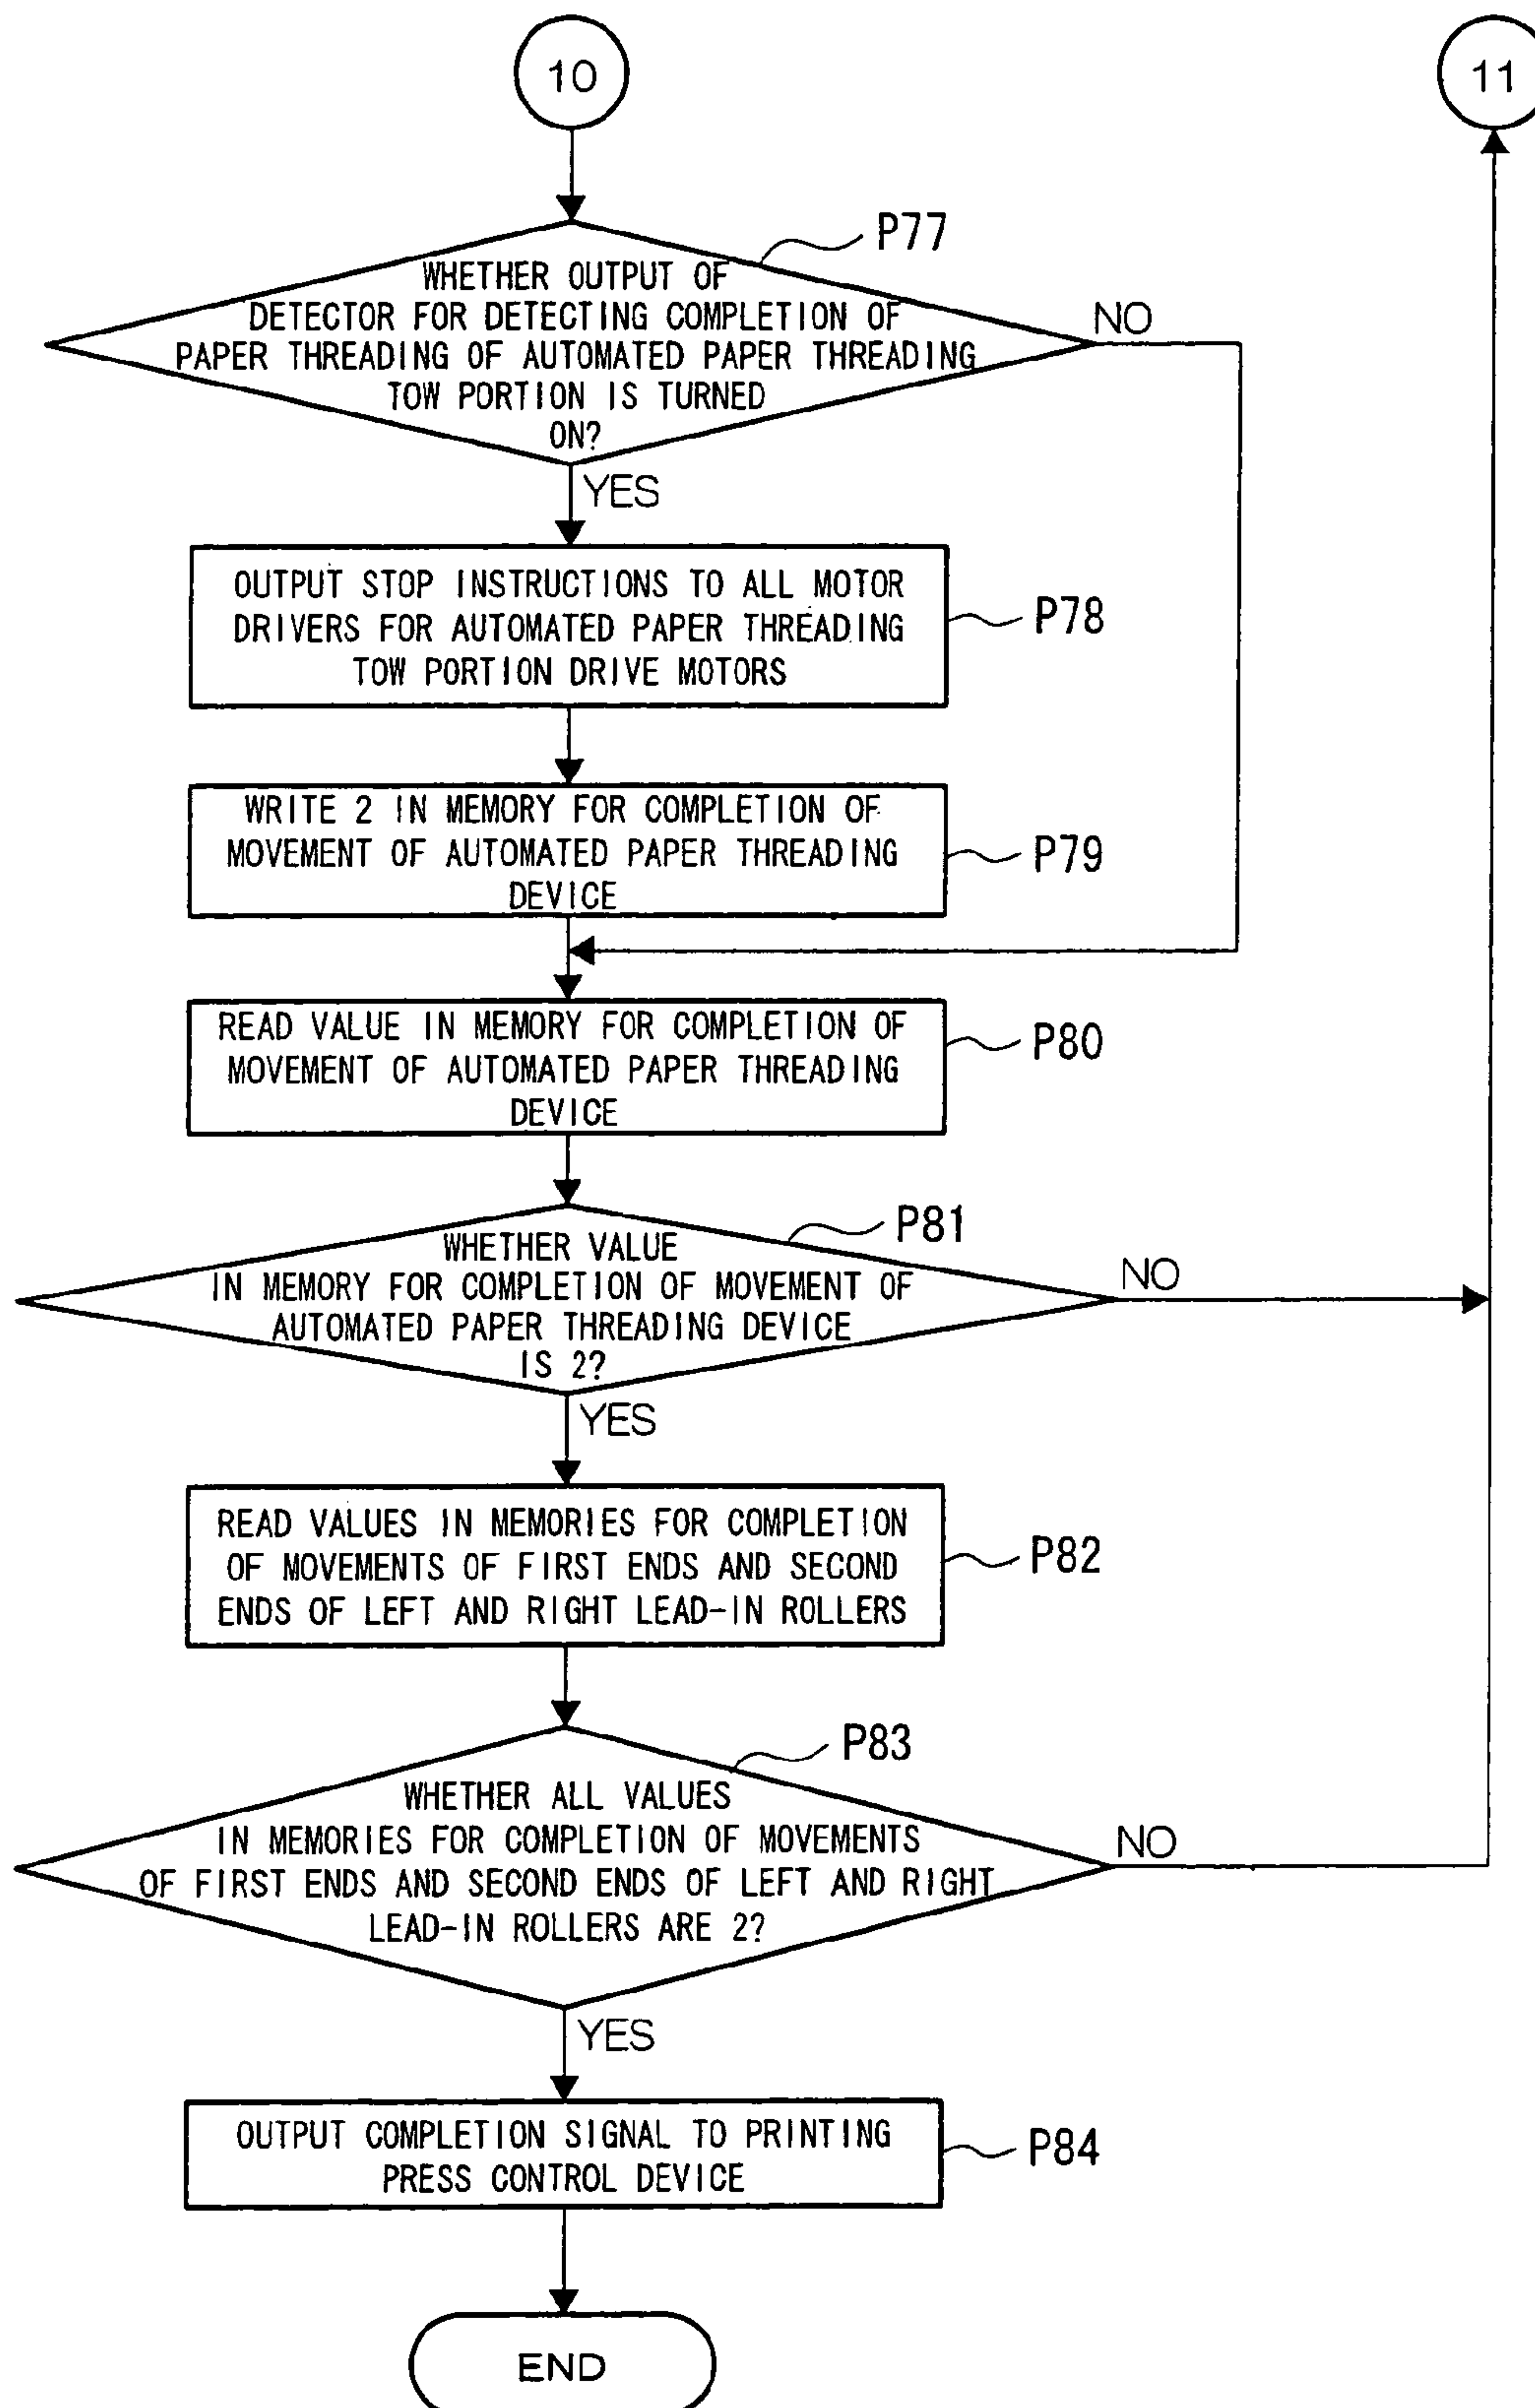 10
11
P77
WHETHER OUTPUT OF
DETECTOR FOR DETECTING COMPLETION OF
PAPER THREADING OF AUTOMATED PAPER THREADING
TOW PORTION IS TURNED
ON?
NO
YES
OUTPUT STOP INSTRUCTIONS TO ALL MOTOR
DRIVERS FOR AUTOMATED PAPER THREADING
TOW PORTION DRIVE MOTORS
P78
WRITE 2 IN MEMORY FOR COMPLETION OF
MOVEMENT OF AUTOMATED PAPER THREADING
DEVICE
P79
READ VALUE IN MEMORY FOR COMPLETION OF
MOVEMENT OF AUTOMATED PAPER THREADING
DEVICE
P80
P81
WHETHER VALUE
IN MEMORY FOR COMPLETION OF MOVEMENT OF
AUTOMATED PAPER THREADING DEVICE
IS 2?
NO
YES
READ VALUES IN MEMORIES FOR COMPLETION
OF MOVEMENTS OF FIRST ENDS AND SECOND
ENDS OF LEFT AND RIGHT LEAD-IN ROLLERS
P82
P83
WHETHER ALL VALUES
IN MEMORIES FOR COMPLETION OF MOVEMENTS
OF FIRST ENDS AND SECOND ENDS OF LEFT AND RIGHT
LEAD-IN ROLLERS ARE 2?
NO
YES
OUTPUT COMPLETION SIGNAL TO PRINTING
PRESS CONTROL DEVICE
P84
END